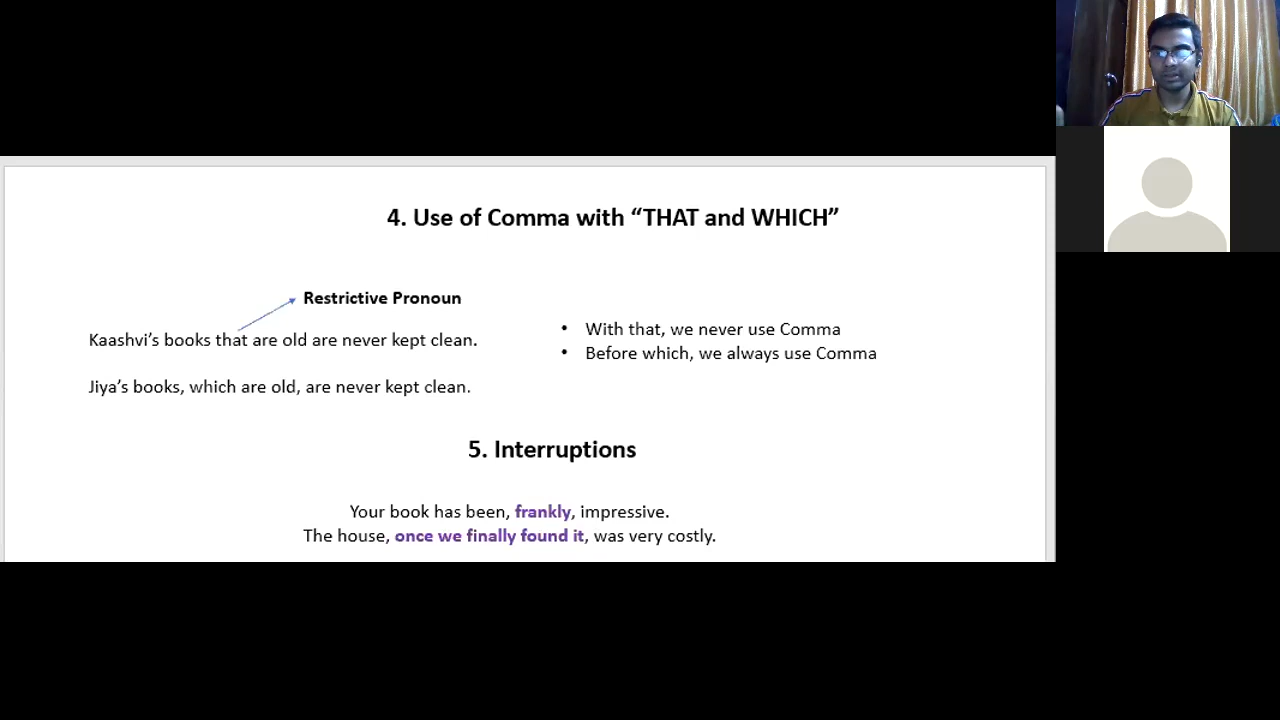 4. Use of Comma with “THAT and WHICH”
Restrictive Pronoun
Kaashvi’s books that are old are never kept clean.
Jiya’s books, which are old, are never kept clean.
• With that, we never use Comma
• Before which, we always use Comma
5. Interruptions
Your book has been, frankly, impressive.
The house, once we finally found it, was very costly.